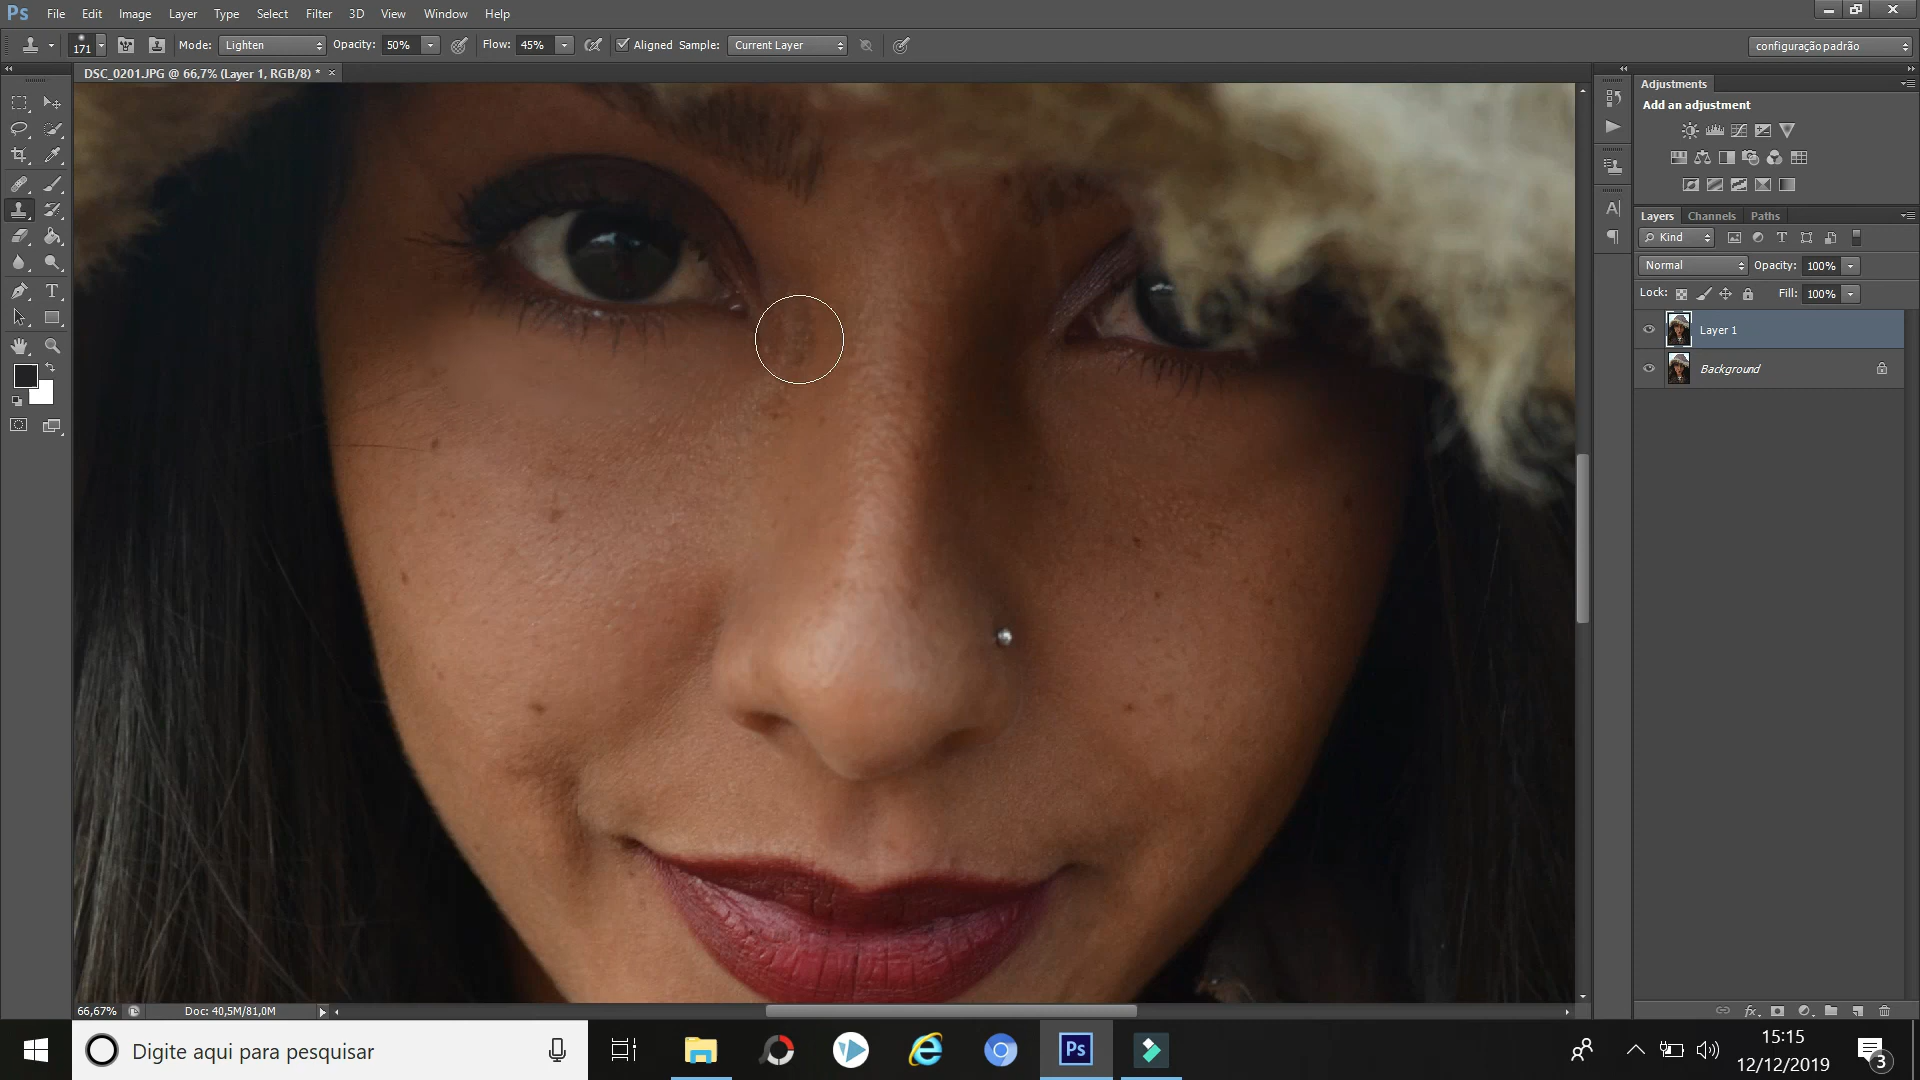 Ps File Edit Image Layer Type Select Filter 3D View Window Help
171 Mode: Lighten Opacity: 50% Flow: 45% Aligned Sample: Current Layer configuração padrão
DSC_0201.JPG @ 66,7% (Layer 1, RGB/8) * ×
Adjustments
Add an adjustment
Layers Channels Paths
Kind
Normal Opacity: 100%
Lock: Fill: 100%
Layer 1
Background
66,67% Doc: 40,5M/81,0M
Digite aqui para pesquisar
Ps
15:15
12/12/2019
3